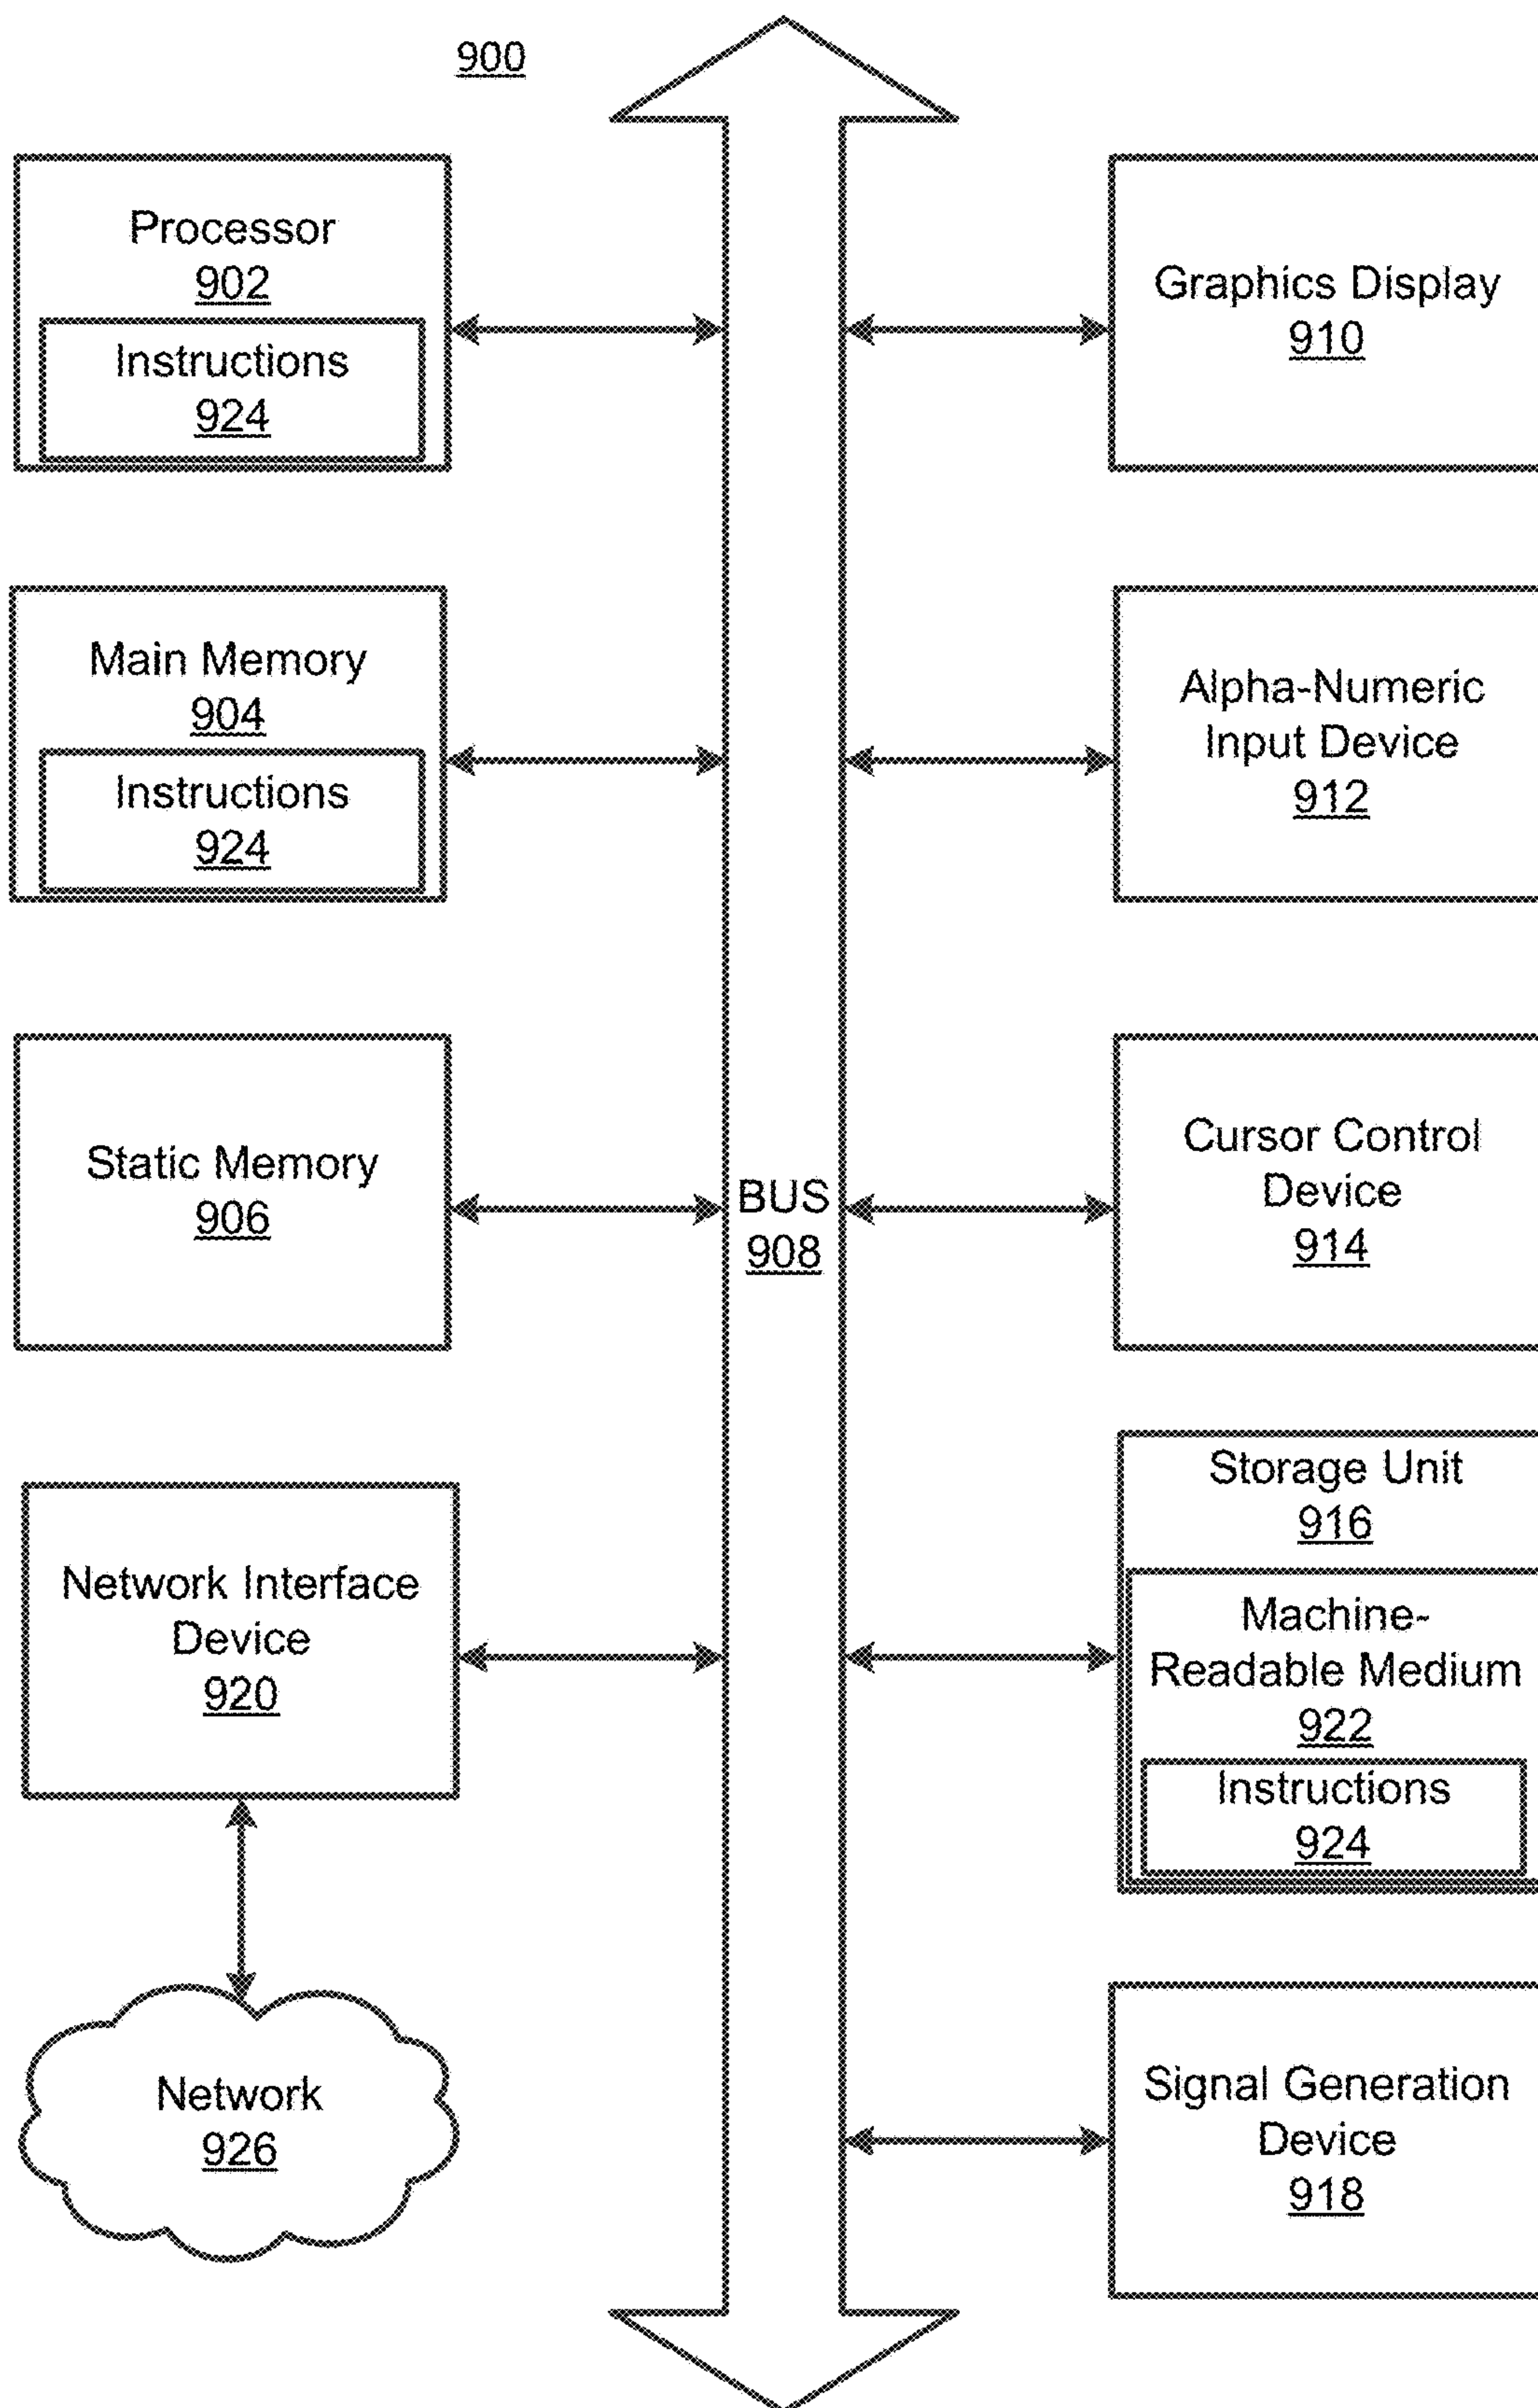 900
Processor
902
Instructions
924
Main Memory
904
Instructions
924
Static Memory
906
Network Interface
Device
920
Network
926
BUS
908
Graphics Display
910
Alpha-Numeric
Input Device
912
Cursor Control
Device
914
Storage Unit
916
Machine-
Readable Medium
922
Instructions
924
Signal Generation
Device
918